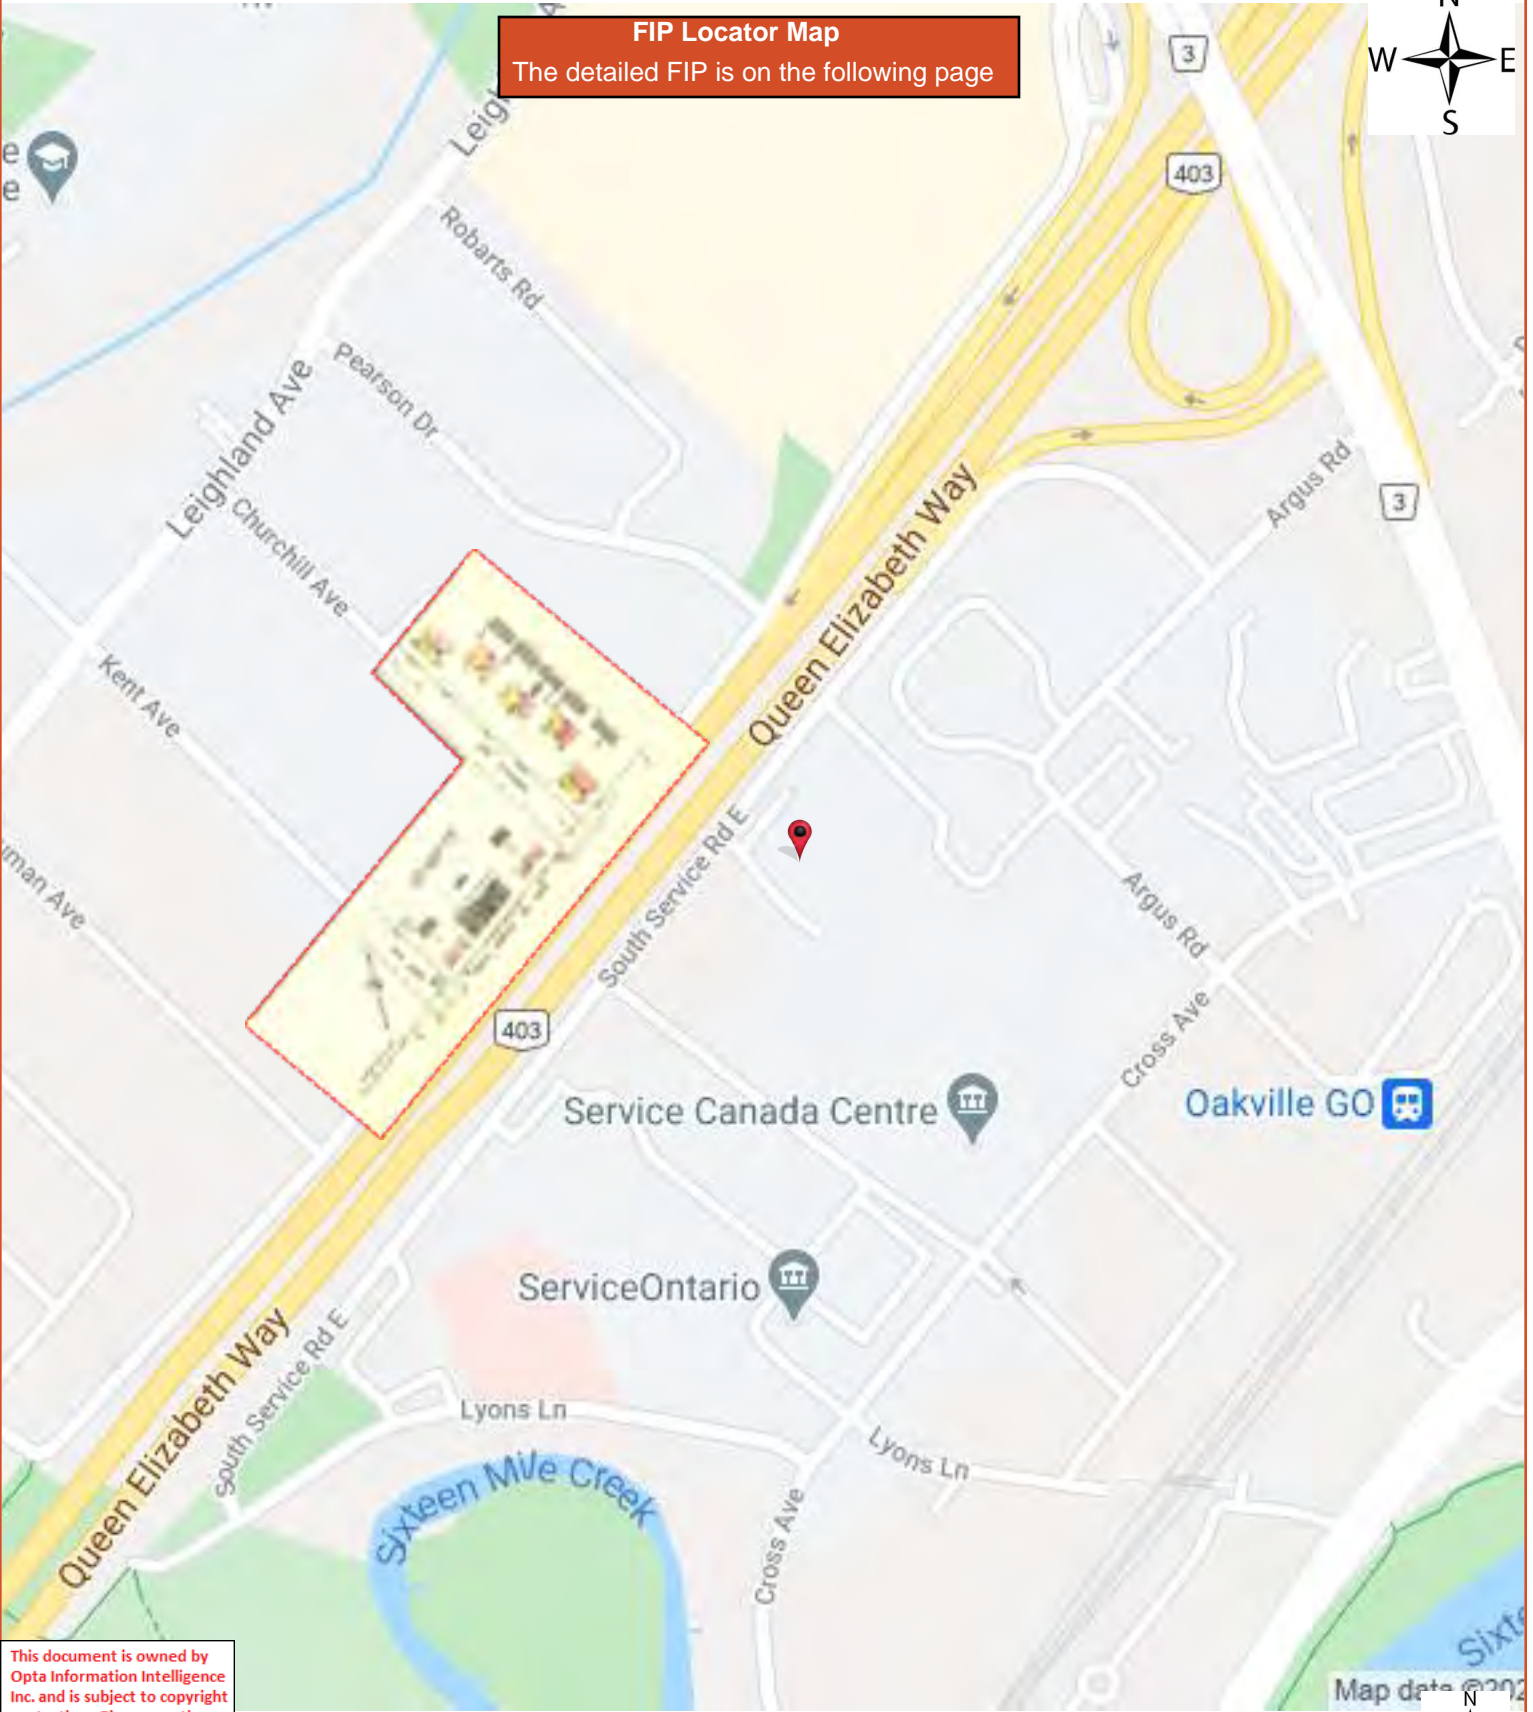 FIP Locator Map
The detailed FIP is on the following page
N
W
E
S
3
403
Robarts Rd
Pearson Dr
Leighland Ave
Churchill Ave
Kent Ave
Queen Elizabeth Way
Argus Rd
3
South Service Rd E
Argus Rd
403
Cross Ave
Service Canada Centre
Oakville GO
ServiceOntario
Queen Elizabeth Way
South Service Rd E
Lyons Ln
Lyons Ln
Sixteen Mile Creek
Cross Ave
This document is owned by
Opta Information Intelligence
Inc. and is subject to copyright
Map data
N